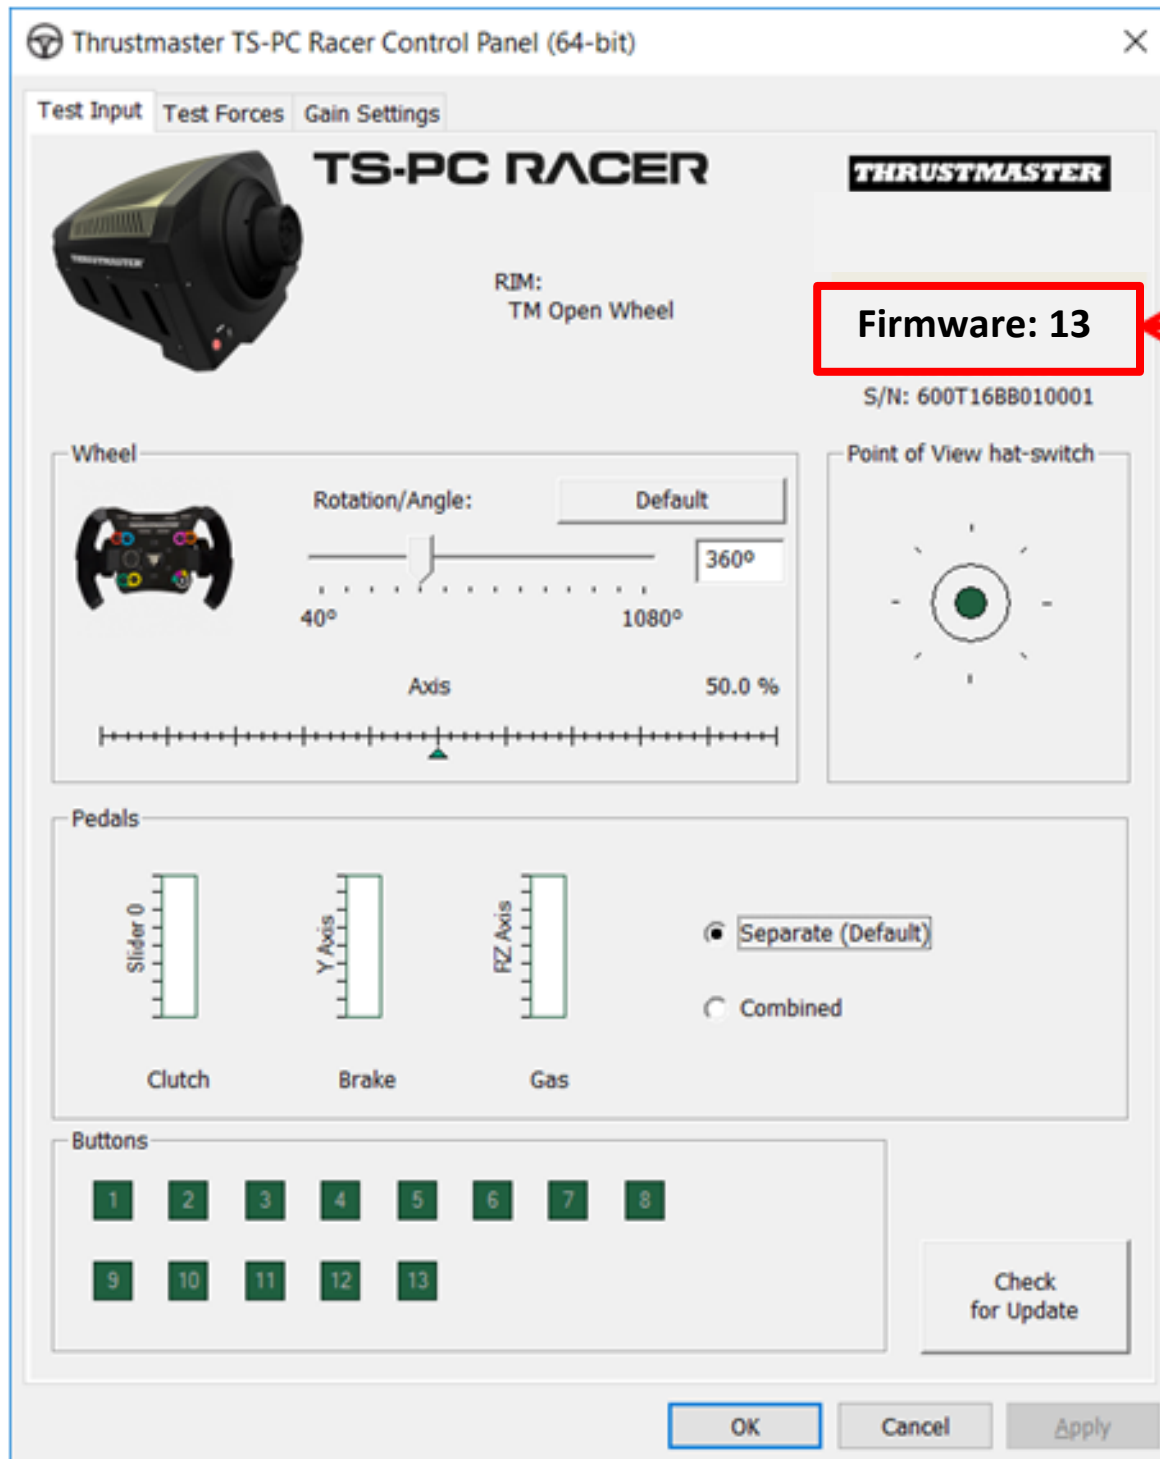 Thrustmaster TS-PC Racer Control Panel (64-bit)
Test Input Test Forces Gain Settings
TS-PC RACER
THRUSTMASTER
THRUSTMASTER
RIM:
TM Open Wheel
Firmware: 13
S/N: 600T16BB010001
Wheel
Rotation/Angle:
Default
360º
40º 1080º
Axis 50.0 %
Point of View hat-switch
Pedals
Slider 0
Y Axis
RZ Axis
Separate (Default)
Combined
Clutch Brake Gas
Buttons
1 2 3 4 5 6 7 8
9 10 11 12 13
Check
for Update
OK Cancel Apply